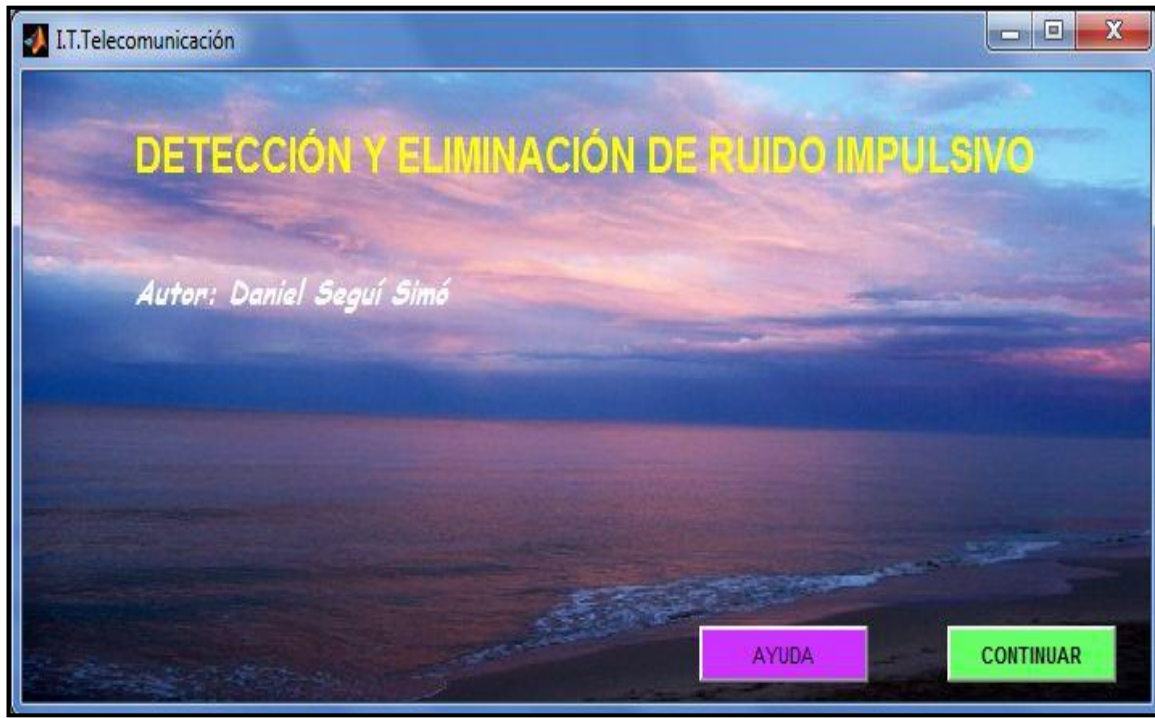 I.T.Telecomunicación
DETECCIÓN Y ELIMINACIÓN DE RUIDO IMPULSIVO
Autor: Daniel Seguí Simó
AYUDA
CONTINUAR